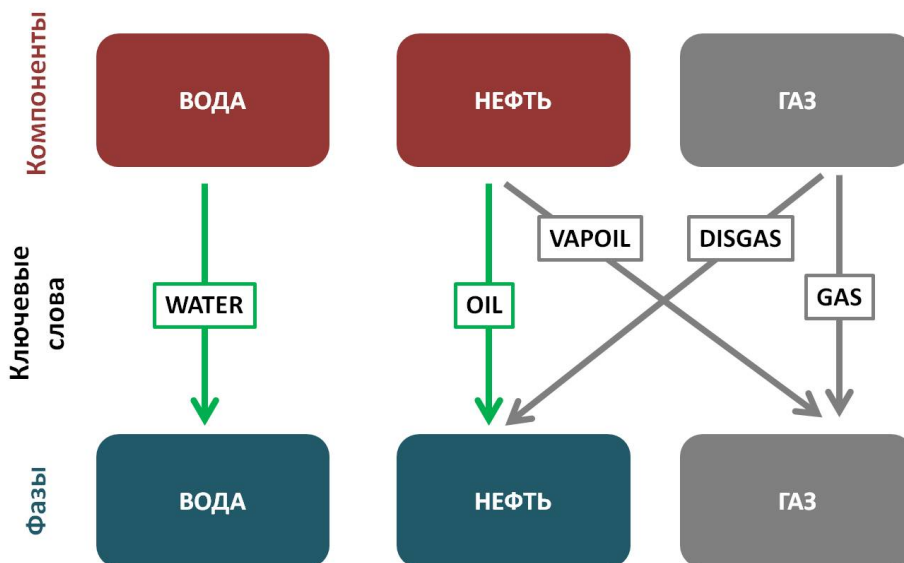 Компоненты
ВОДА
НЕФТЬ
ГАЗ
Ключевые
слова
VAPOIL
DISGAS
WATER
OIL
GAS
Фазы
ВОДА
НЕФТЬ
ГАЗ